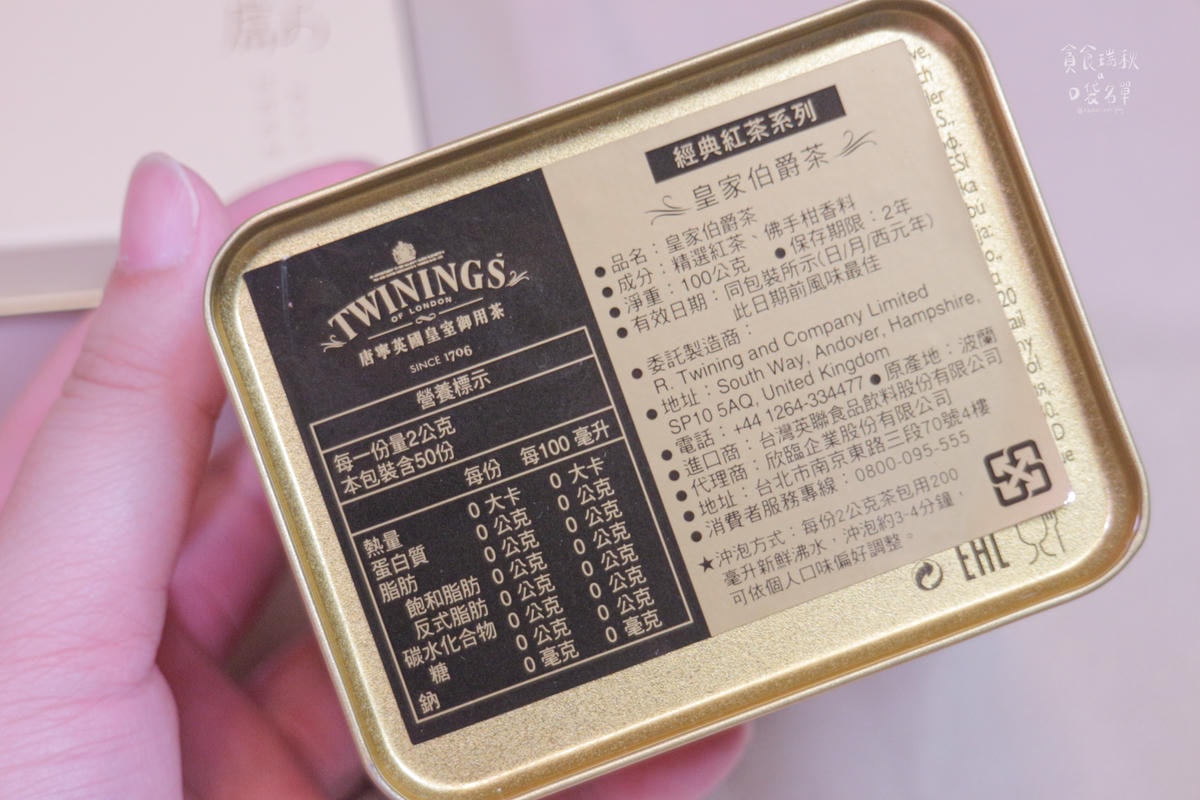 貪食瑞秋
a
口袋名單
TWININGS
OF LONDON
唐寧英國皇室御用茶
SINCE 1706
營養標示
每一份量2公克
本包裝含50份
每份 每100 毫升
熱量 0 大卡 0 大卡
蛋白質 0 公克 0 公克
脂肪 0 公克 0 公克
飽和脂肪 0 公克 0 公克
反式脂肪 0 公克 0 公克
碳水化合物 0 公克 0 公克
糖 0 公克 0 公克
鈉 0 毫克 0 毫克
經典紅茶系列
皇家伯爵茶
●品名：皇家伯爵茶
●成分：精選紅茶、佛手柑香料
●淨重：100公克 ●保存期限：2年
●有效日期：同包裝所示(日/月/西元年)
此日期前風味最佳
●委託製造商：
R. Twining and Company Limited
●地址：South Way, Andover, Hampshire,
SP10 5AQ, United Kingdom
●電話：+44 1264-334477 ●原產地：波蘭
●進口商：台灣英聯食品飲料股份有限公司
●代理商：欣臨企業股份有限公司
●地址：台北市南京東路三段70號4樓
●消費者服務專線：0800-095-555
★沖泡方式：每份2公克茶包用200
毫升新鮮沸水，沖泡約3-4分鐘，
可依個人口味偏好調整。
EAC